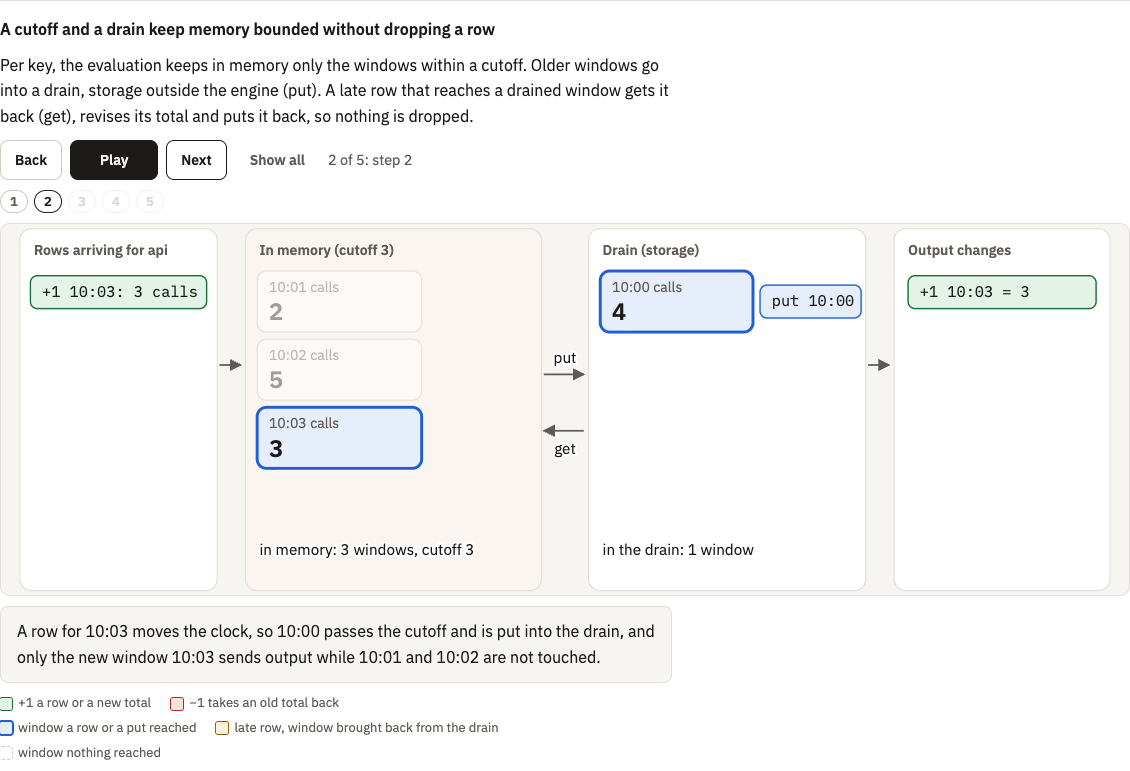 A cutoff and a drain keep memory bounded without dropping a row
Per key, the evaluation keeps in memory only the windows within a cutoff. Older windows go
into a drain, storage outside the engine (put). A late row that reaches a drained window gets it
back (get), revises its total and puts it back, so nothing is dropped.
Back Play Next Show all 2 of 5: step 2
1 2 3 4 5
Rows arriving for api
+1 10:03: 3 calls
In memory (cutoff 3)
10:01 calls
2
10:02 calls
5
10:03 calls
3
in memory: 3 windows, cutoff 3
put
get
Drain (storage)
10:00 calls
4
put 10:00
in the drain: 1 window
Output changes
+1 10:03 = 3
A row for 10:03 moves the clock, so 10:00 passes the cutoff and is put into the drain, and
only the new window 10:03 sends output while 10:01 and 10:02 are not touched.
+1 a row or a new total −1 takes an old total back
window a row or a put reached late row, window brought back from the drain
window nothing reached